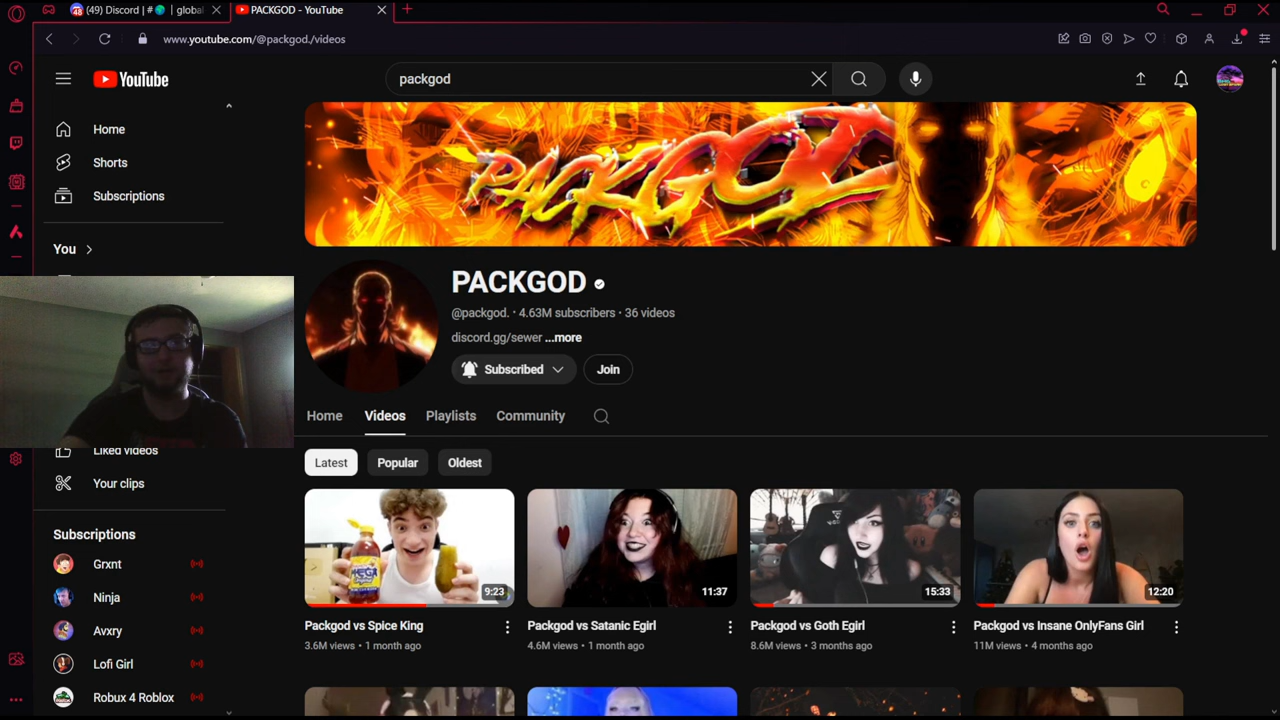 (49) Discord | # | global
PACKGOD - YouTube
www.youtube.com/@packgod./videos
YouTube
packgod
Home
Shorts
Subscriptions
You
PACKGOD
PACKGOD
@packgod. · 4.63M subscribers · 36 videos
discord.gg/sewer ...more
Subscribed
Join
Home
Videos
Playlists
Community
Liked videos
Your clips
Latest
Popular
Oldest
Subscriptions
Grxnt
Ninja
Avxry
Lofi Girl
Robux 4 Roblox
MEGA
9:23
11:37
15:33
12:20
Packgod vs Spice King
3.6M views · 1 month ago
Packgod vs Satanic Egirl
4.6M views · 1 month ago
Packgod vs Goth Egirl
8.6M views · 3 months ago
Packgod vs Insane OnlyFans Girl
11M views · 4 months ago